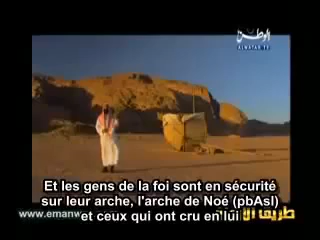 الوطن
ALWATAN TV
Et les gens de la foi sont en sécurité
sur leur arche, l'arche de Noé (pbAsl)
et ceux qui ont cru en lui
www.emanw